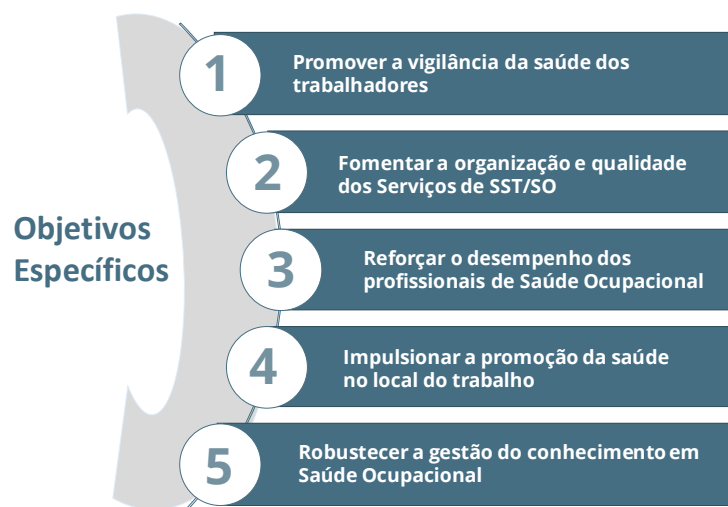 Objetivos
Específicos
1
Promover a vigilância da saúde dos
trabalhadores
2
Fomentar a organização e qualidade
dos Serviços de SST/SO
3
Reforçar o desempenho dos
profissionais de Saúde Ocupacional
4
Impulsionar a promoção da saúde
no local do trabalho
5
Robustecer a gestão do conhecimento em
Saúde Ocupacional